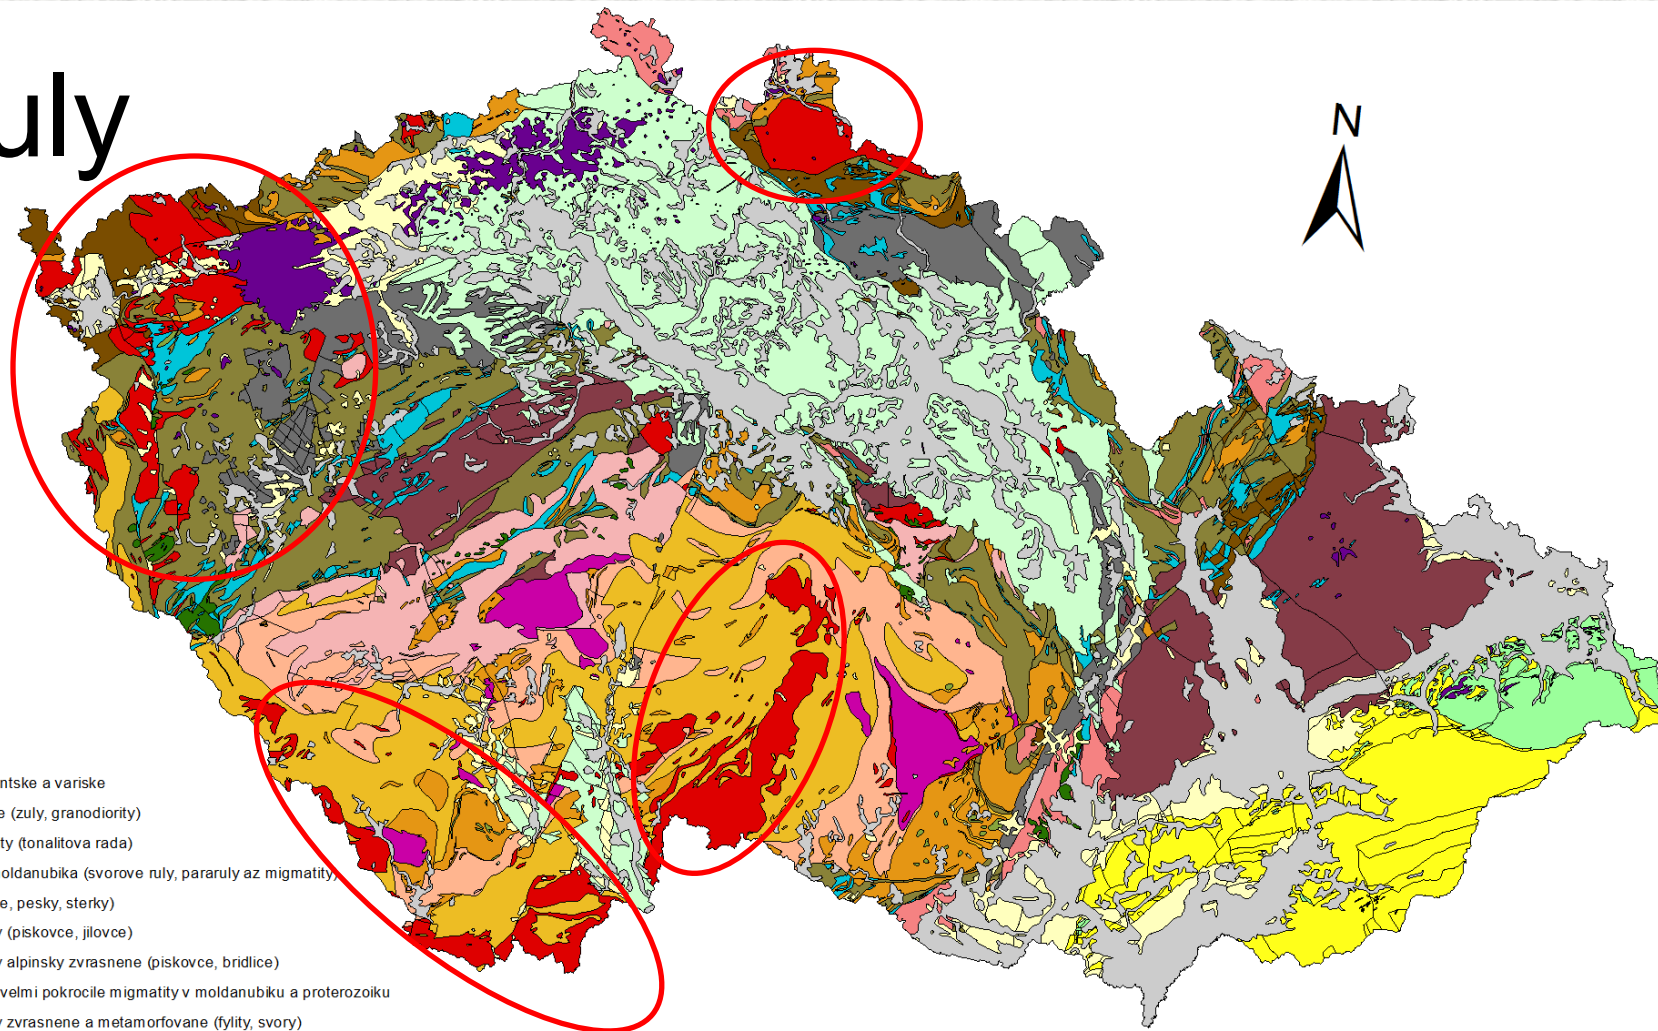 uly
N
ntske a variske
e (zuly, granodiority)
ty (tonalitova rada)
oldanubika (svorove ruly, pararuly az migmatity)
e, pesky, sterky)
y (piskovce, jilovce)
y alpinsky zvrasnene (piskovce, bridlice)
velmi pokrocile migmatity v moldanubiku a proterozoiku
y zvrasnene a metamorfovane (fylity, svory)